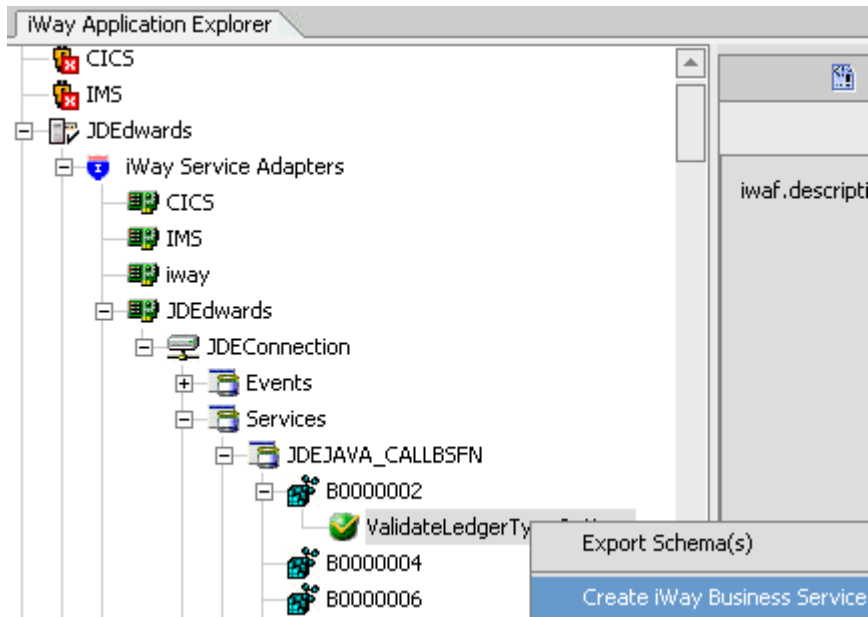 iWay Application Explorer
CICS
IMS
JDEdwards
iWay Service Adapters
CICS
IMS
iway
JDEdwards
JDEConnection
Events
Services
JDEJAVA_CALLBSFN
B0000002
B0000004
B0000006
Export Schema(s)
Create iWay Business Service